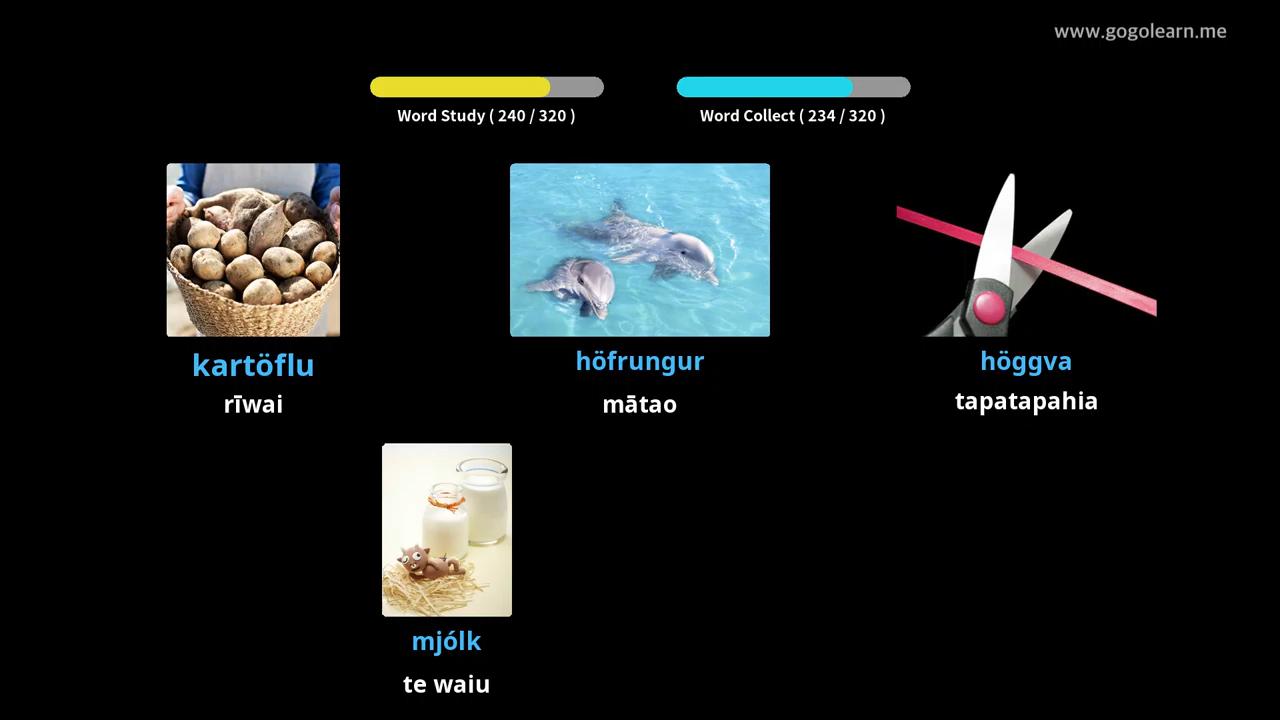 www.gogolearn.me
Word Study ( 240 / 320 )
Word Collect ( 234 / 320 )
kartöflu
höfrungur
höggva
rīwai
mātao
tapatapahia
mjólk
te waiu